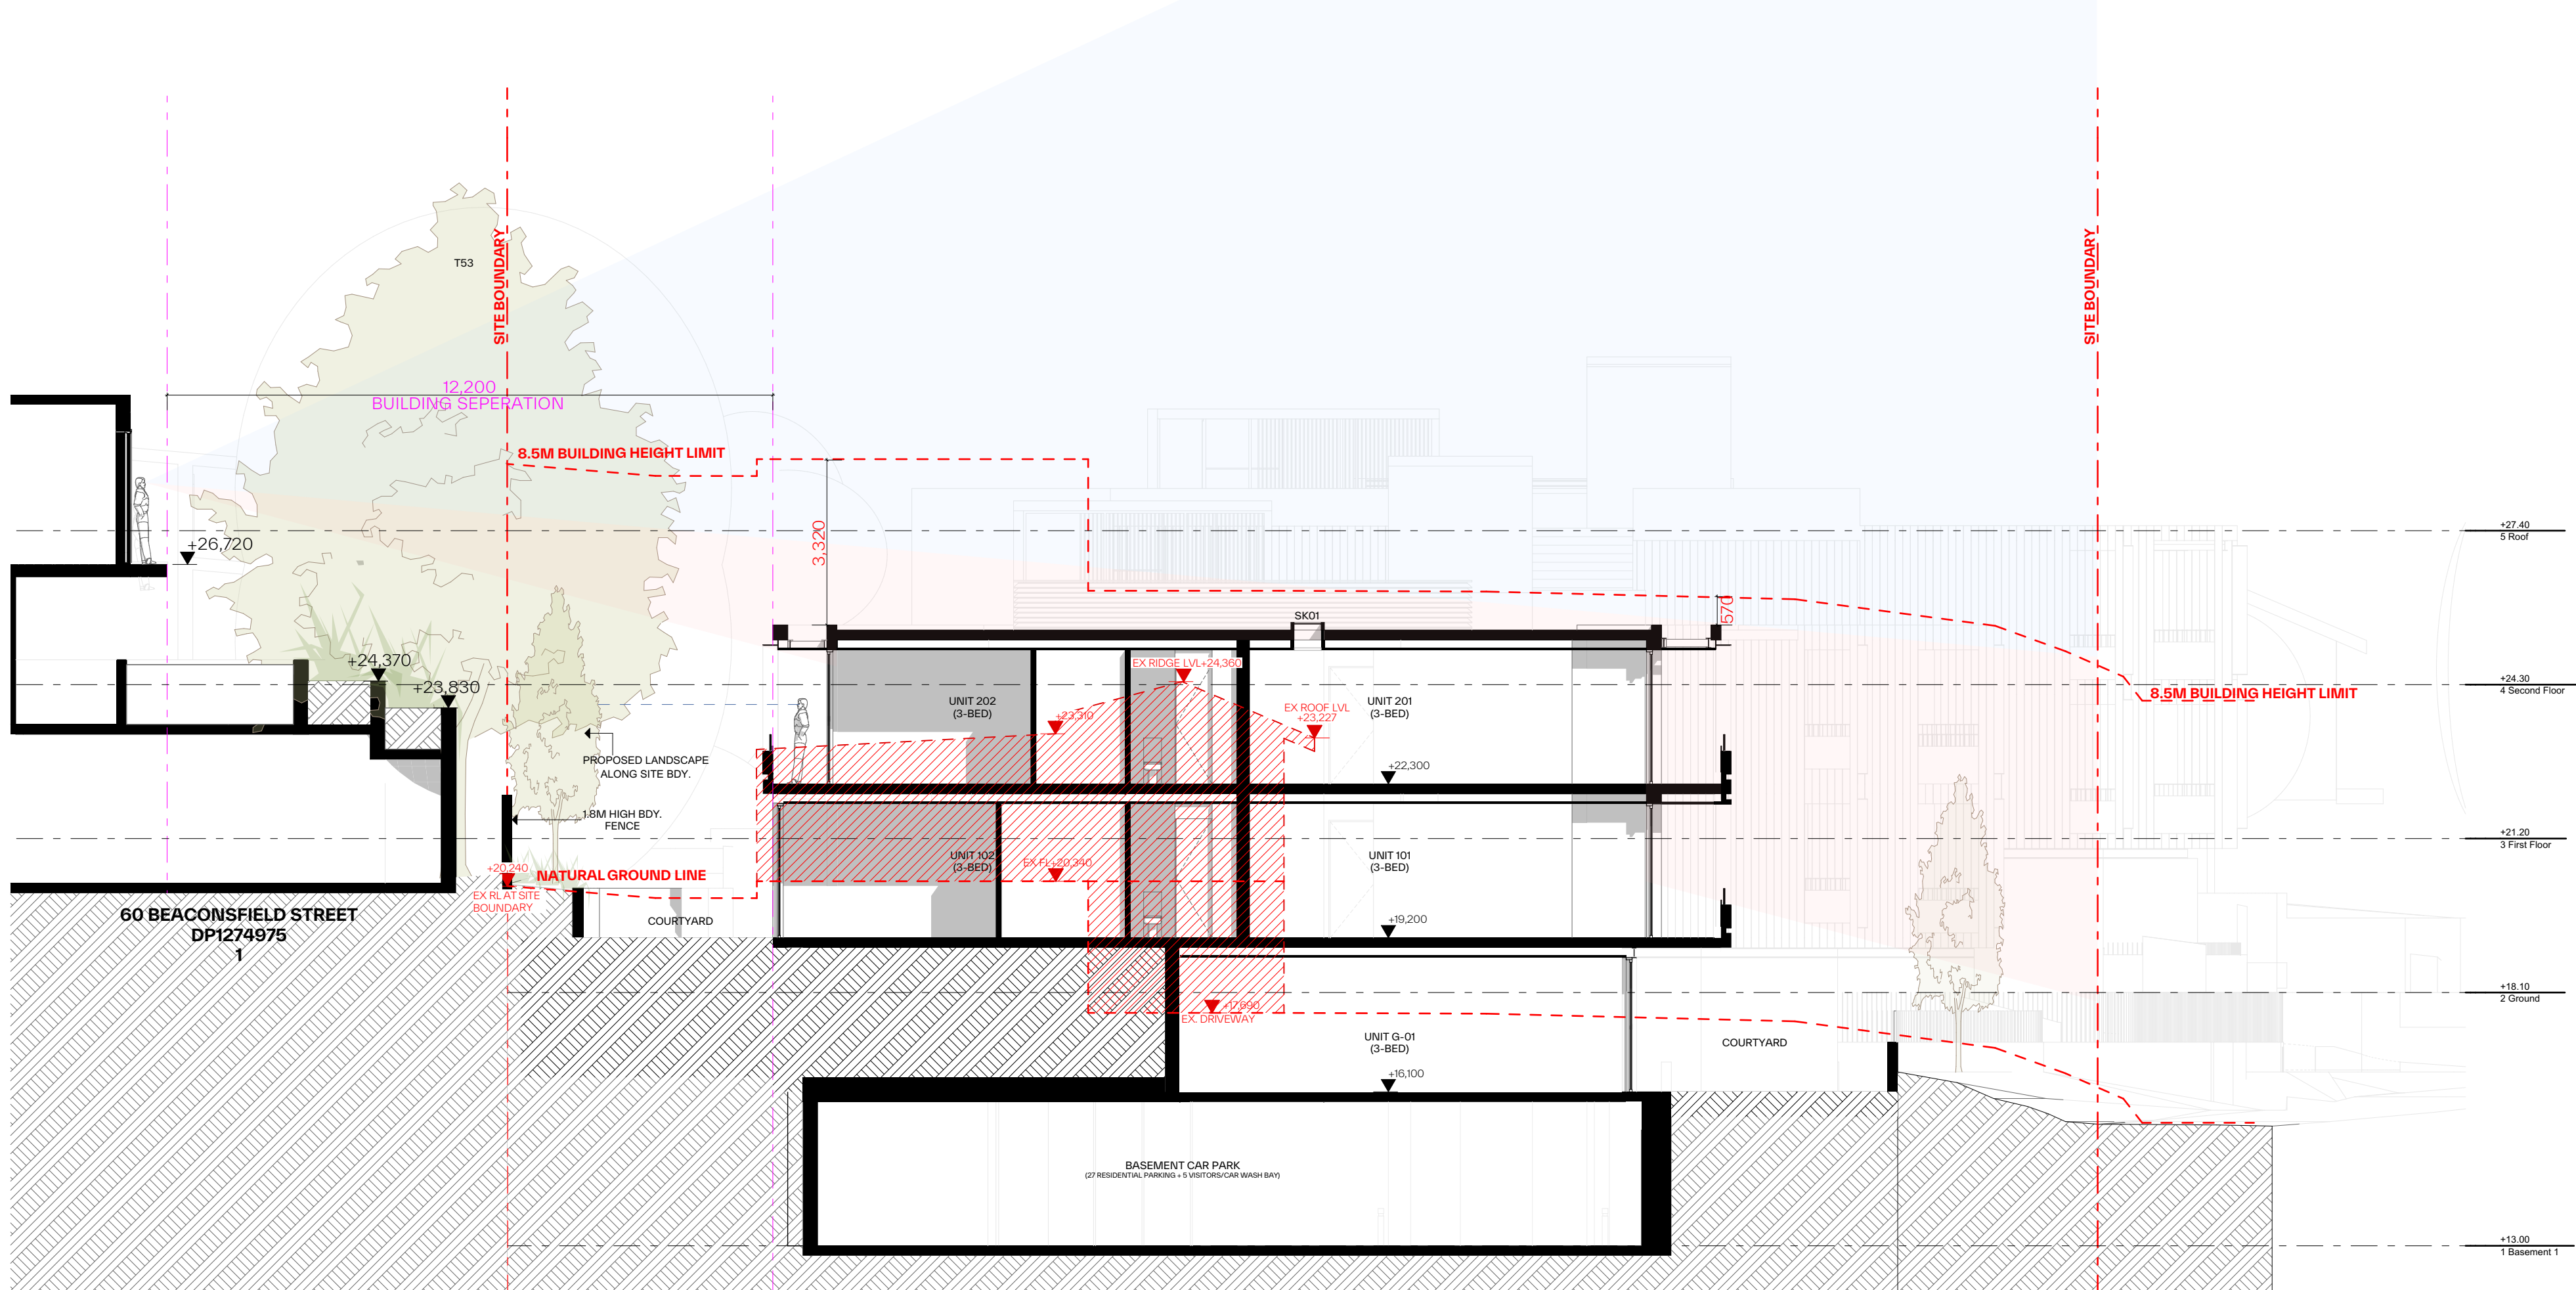 T53
SITE BOUNDARY
SITE BOUNDARY
12,200
BUILDING SEPERATION
8.5M BUILDING HEIGHT LIMIT
3,320
+27.40
5 Roof
+26,720
570
SK01
+24,370
+23,830
EX RIDGE LVL+24,360
UNIT 202
(3-BED)
+23,310
EX ROOF LVL
+23,227
UNIT 201
(3-BED)
+24.30
4 Second Floor
8.5M BUILDING HEIGHT LIMIT
PROPOSED LANDSCAPE
ALONG SITE BDY.
+22,300
1.8M HIGH BDY.
FENCE
+21.20
3 First Floor
UNIT 102
(3-BED)
EX FL+20,340
UNIT 101
(3-BED)
+20,240
EX RL AT SITE
BOUNDARY
NATURAL GROUND LINE
60 BEACONSFIELD STREET
DP1274975
1
COURTYARD
+19,200
+18.10
2 Ground
+17,690
EX. DRIVEWAY
UNIT G-01
(3-BED)
COURTYARD
+16,100
BASEMENT CAR PARK
(27 RESIDENTIAL PARKING + 5 VISITORS/CAR WASH BAY)
+13.00
1 Basement 1